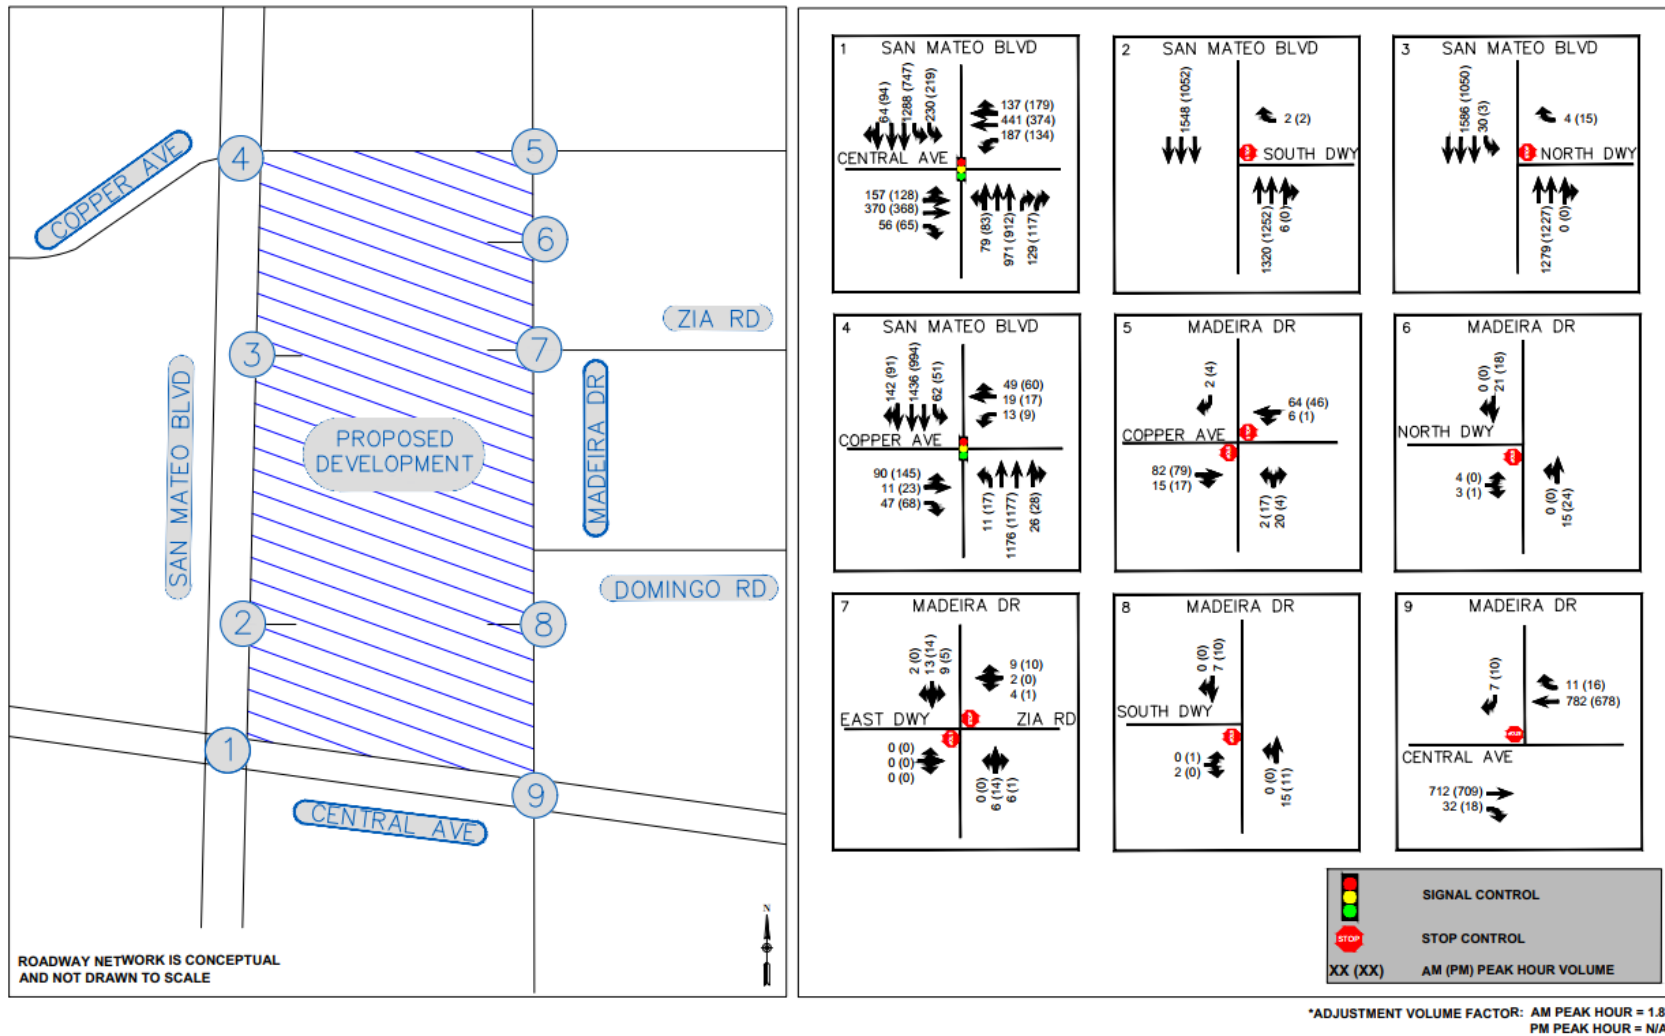 4
5
COPPER AVE
6
ZIA RD
3
7
SAN MATEO BLVD
MADEIRA DR
PROPOSED
DEVELOPMENT
DOMINGO RD
2
8
1
9
CENTRAL AVE
N
ROADWAY NETWORK IS CONCEPTUAL
AND NOT DRAWN TO SCALE
1 SAN MATEO BLVD
64 (94)
1288 (747)
230 (219)
137 (179)
441 (374)
187 (134)
CENTRAL AVE
157 (128)
370 (368)
56 (65)
79 (83)
971 (912)
129 (117)
2 SAN MATEO BLVD
1548 (1052)
2 (2)
STOP
SOUTH DWY
1320 (1252)
6 (0)
3 SAN MATEO BLVD
1586 (1050)
30 (3)
4 (15)
STOP
NORTH DWY
1279 (1227)
0 (0)
4 SAN MATEO BLVD
142 (91)
1436 (994)
62 (51)
49 (60)
19 (17)
13 (9)
COPPER AVE
90 (145)
11 (23)
47 (68)
11 (17)
1176 (1177)
26 (28)
5 MADEIRA DR
2 (4)
64 (46)
6 (1)
STOP
COPPER AVE
STOP
82 (79)
15 (17)
2 (17)
20 (4)
6 MADEIRA DR
0 (0)
21 (18)
NORTH DWY
STOP
4 (0)
3 (1)
0 (0)
15 (24)
7 MADEIRA DR
2 (0)
13 (14)
9 (5)
9 (10)
2 (0)
4 (1)
EAST DWY
STOP
ZIA RD
STOP
0 (0)
0 (0)
0 (0)
0 (0)
6 (14)
6 (1)
8 MADEIRA DR
0 (0)
7 (10)
SOUTH DWY
STOP
0 (1)
2 (0)
0 (0)
15 (11)
9 MADEIRA DR
7 (10)
11 (16)
782 (678)
STOP
CENTRAL AVE
712 (709)
32 (18)
SIGNAL CONTROL
STOP STOP CONTROL
XX (XX) AM (PM) PEAK HOUR VOLUME
*ADJUSTMENT VOLUME FACTOR: AM PEAK HOUR = 1.8
PM PEAK HOUR = N/A